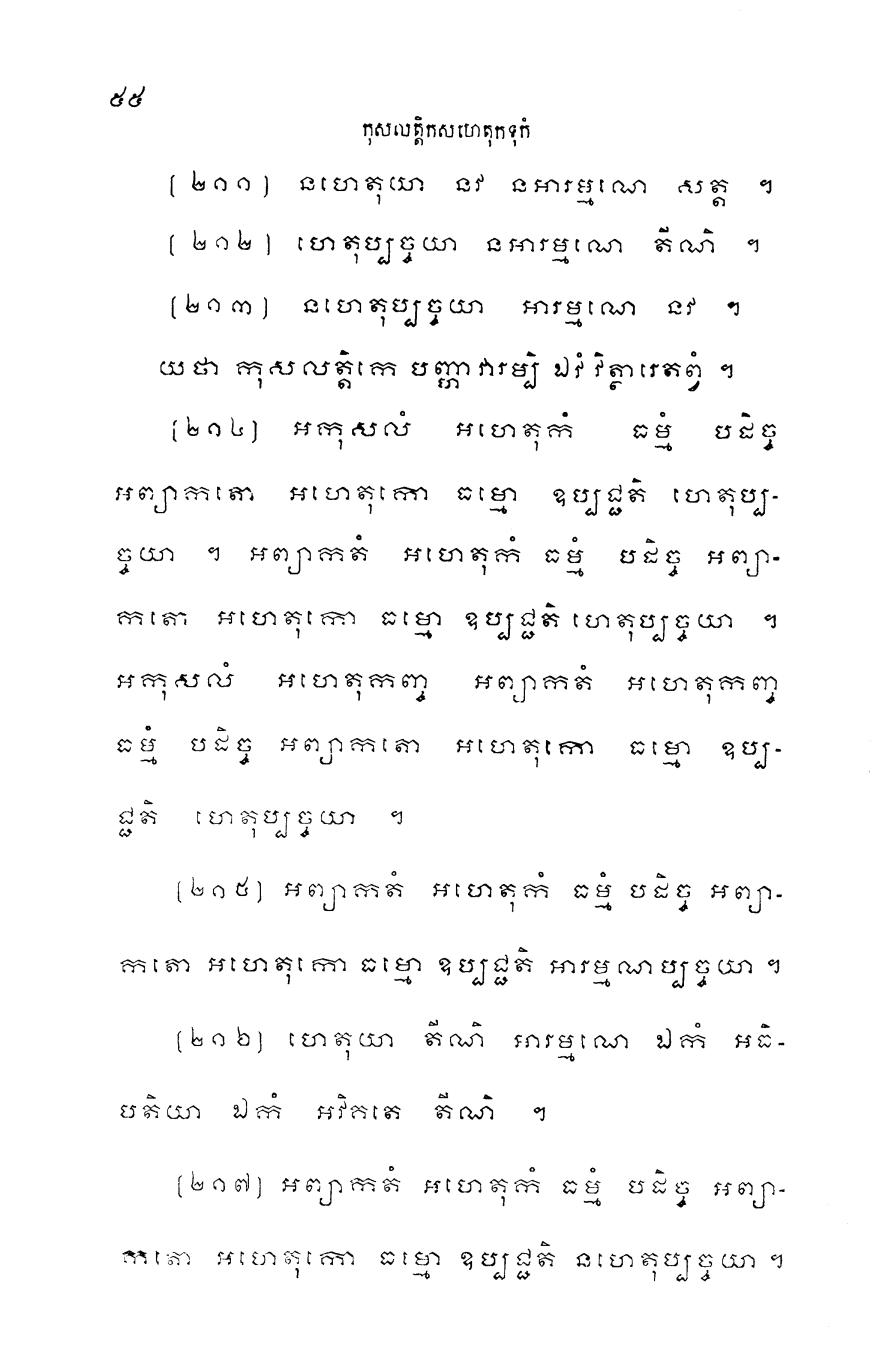 ៥៥
កុសលត្តិកសហេតុកទុកំ
(២១១) នហេតុយា នវ នអារម្មណេ សត្ត ។
(២១២) ហេតុប្បច្ចយា នអារម្មណេ តីណិ ។
(២១៣) នហេតុប្បច្ចយា អារម្មណេ នវ ។
យថា កុសលត្តិកេ បញ្ហាវារម្បិ ឯវំ វិត្ថារេតព្វំ ។
(២១៤) អកុសលំ អហេតុកំ ធម្មំ បដិច្ច
អព្យាកតោ អហេតុកោ ធម្មោ ឧប្បជ្ជតិ ហេតុប្ប-
ច្ចយា ។ អព្យាកតំ អហេតុកំ ធម្មំ បដិច្ច អព្យា-
កតោ អហេតុកោ ធម្មោ ឧប្បជ្ជតិ ហេតុប្បច្ចយា ។
អកុសលំ អហេតុកញ្ច អព្យាកតំ អហេតុកញ្ច
ធម្មំ បដិច្ច អព្យាកតោ អហេតុកោ ធម្មោ ឧប្ប-
ជ្ជតិ ហេតុប្បច្ចយា ។
(២១៥) អព្យាកតំ អហេតុកំ ធម្មំ បដិច្ច អព្យា-
កតោ អហេតុកោ ធម្មោ ឧប្បជ្ជតិ អារម្មណប្បច្ចយា ។
(២១៦) ហេតុយា តីណិ អារម្មណេ ឯកំ អធិ-
បតិយា ឯកំ អវិគតេ តីណិ ។
(២១៧) អព្យាកតំ អហេតុកំ ធម្មំ បដិច្ច អព្យា-
កតោ អហេតុកោ ធម្មោ ឧប្បជ្ជតិ នហេតុប្បច្ចយា ។